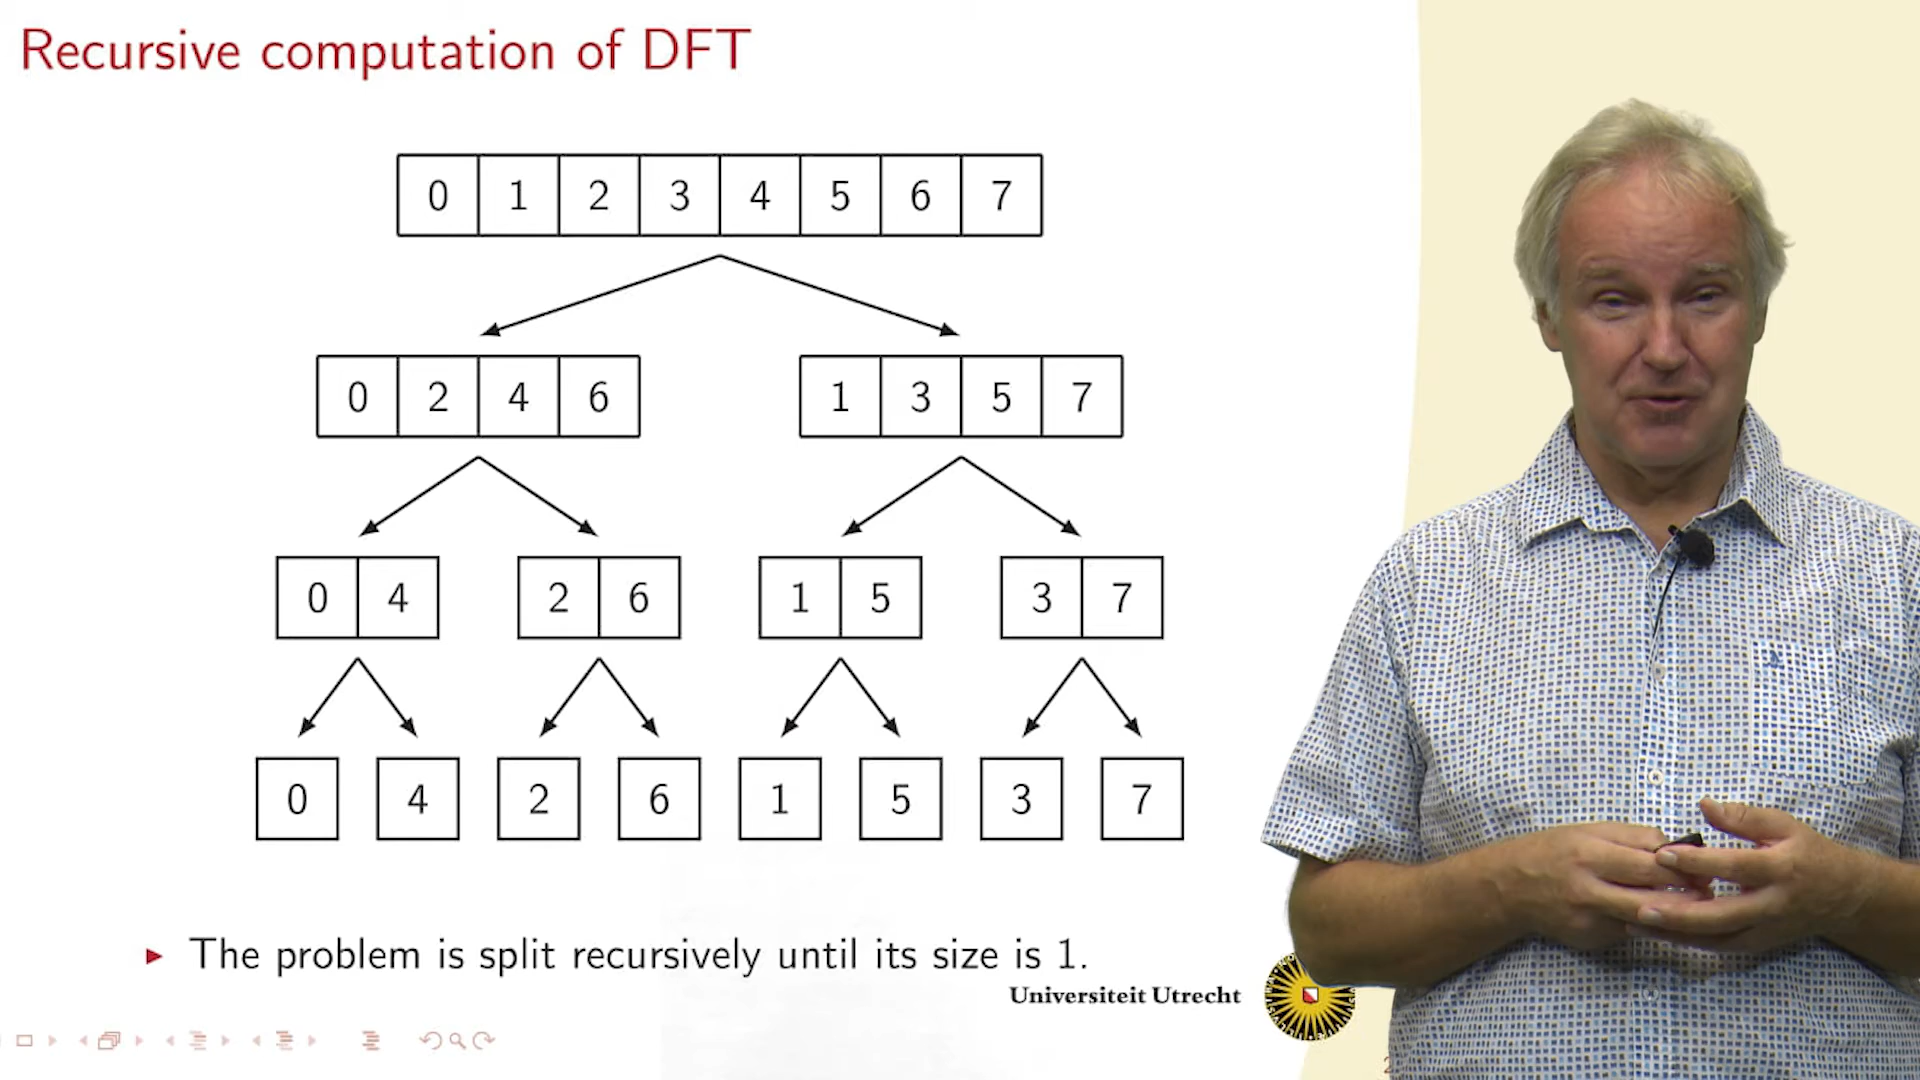 Recursive computation of DFT
0 1 2 3 4 5 6 7
0 2 4 6 1 3 5 7
0 4 2 6 1 5 3 7
0 4 2 6 1 5 3 7
The problem is split recursively until its size is 1.
Universiteit Utrecht